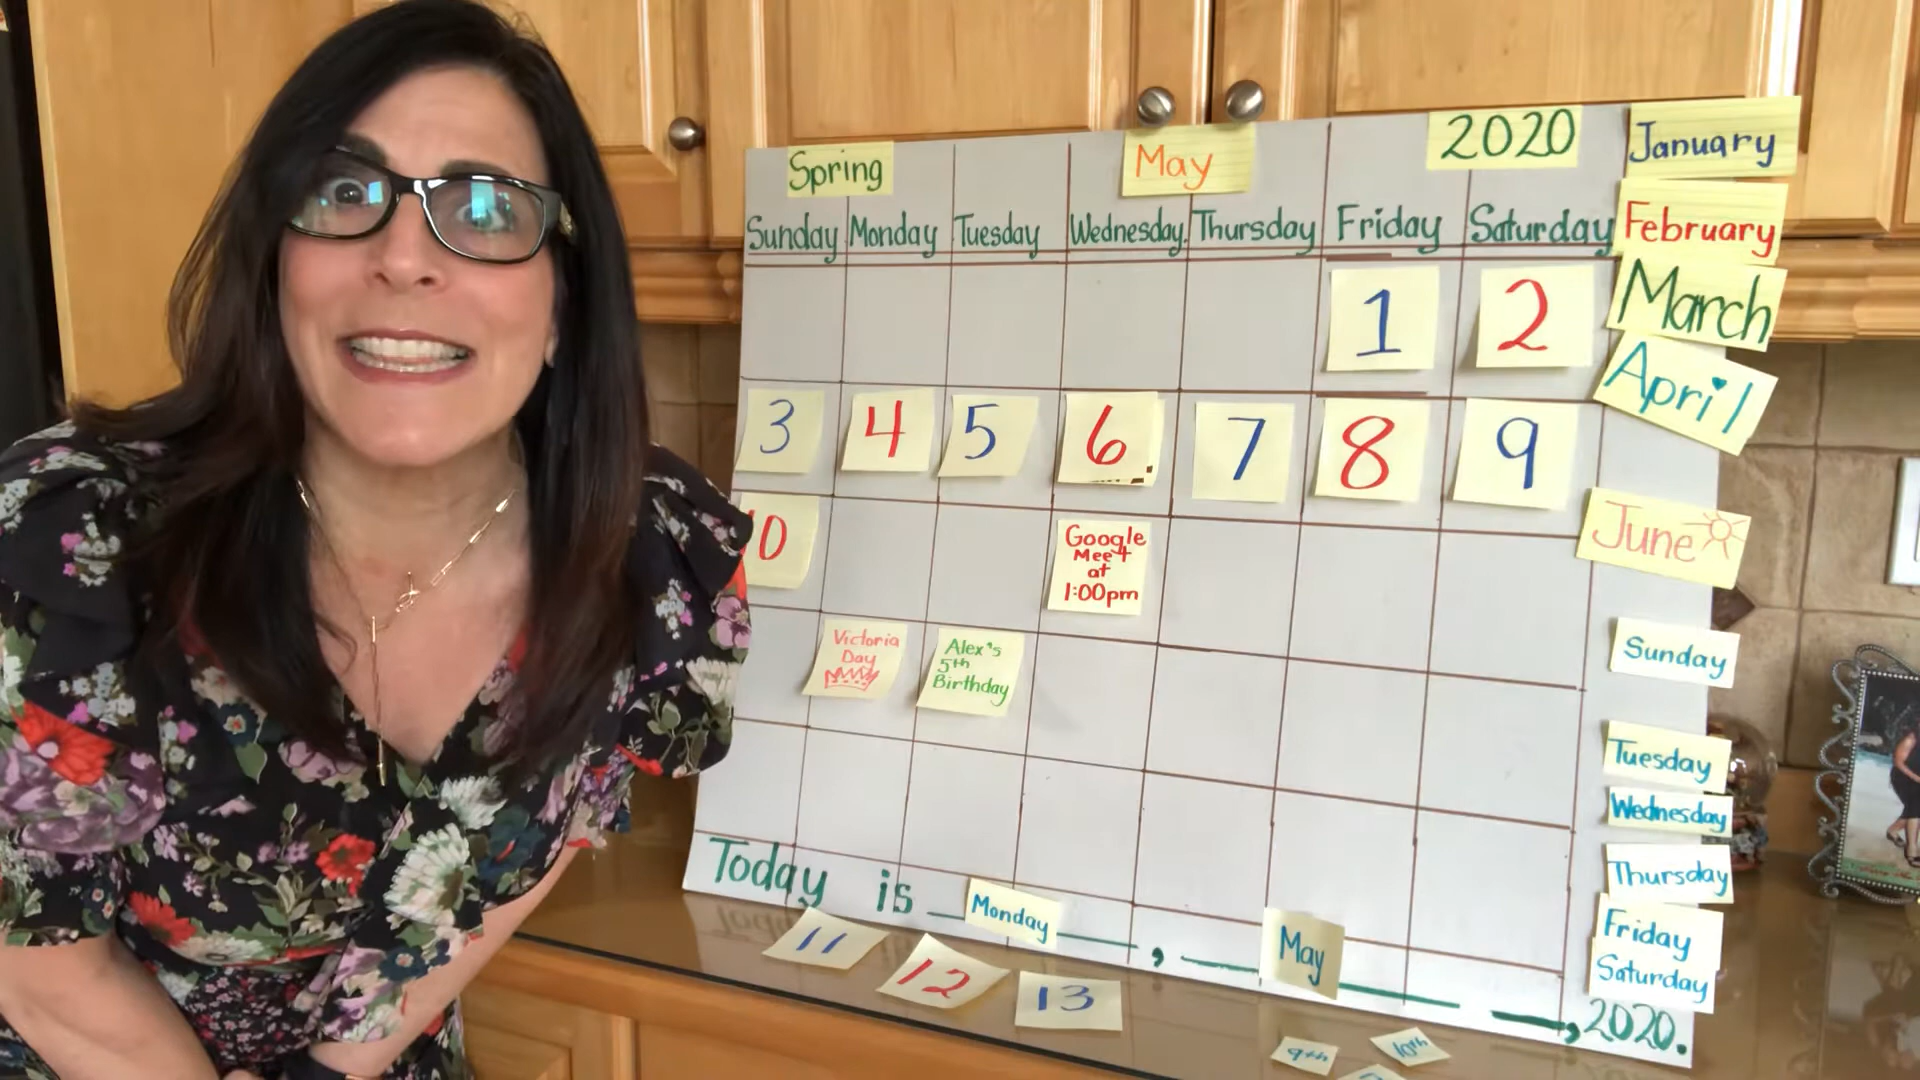 Spring May 2020
Sunday Monday Tuesday Wednesday Thursday Friday Saturday
1 2
3 4 5 6 7 8 9
10
Google
Meet
at
1:00pm
Victoria
Day
Alex's
5th
Birthday
Today is Monday, May , 2020.
January
February
March
April
June
Sunday
Tuesday
Wednesday
Thursday
Friday
Saturday
11 12 13
9th 10th